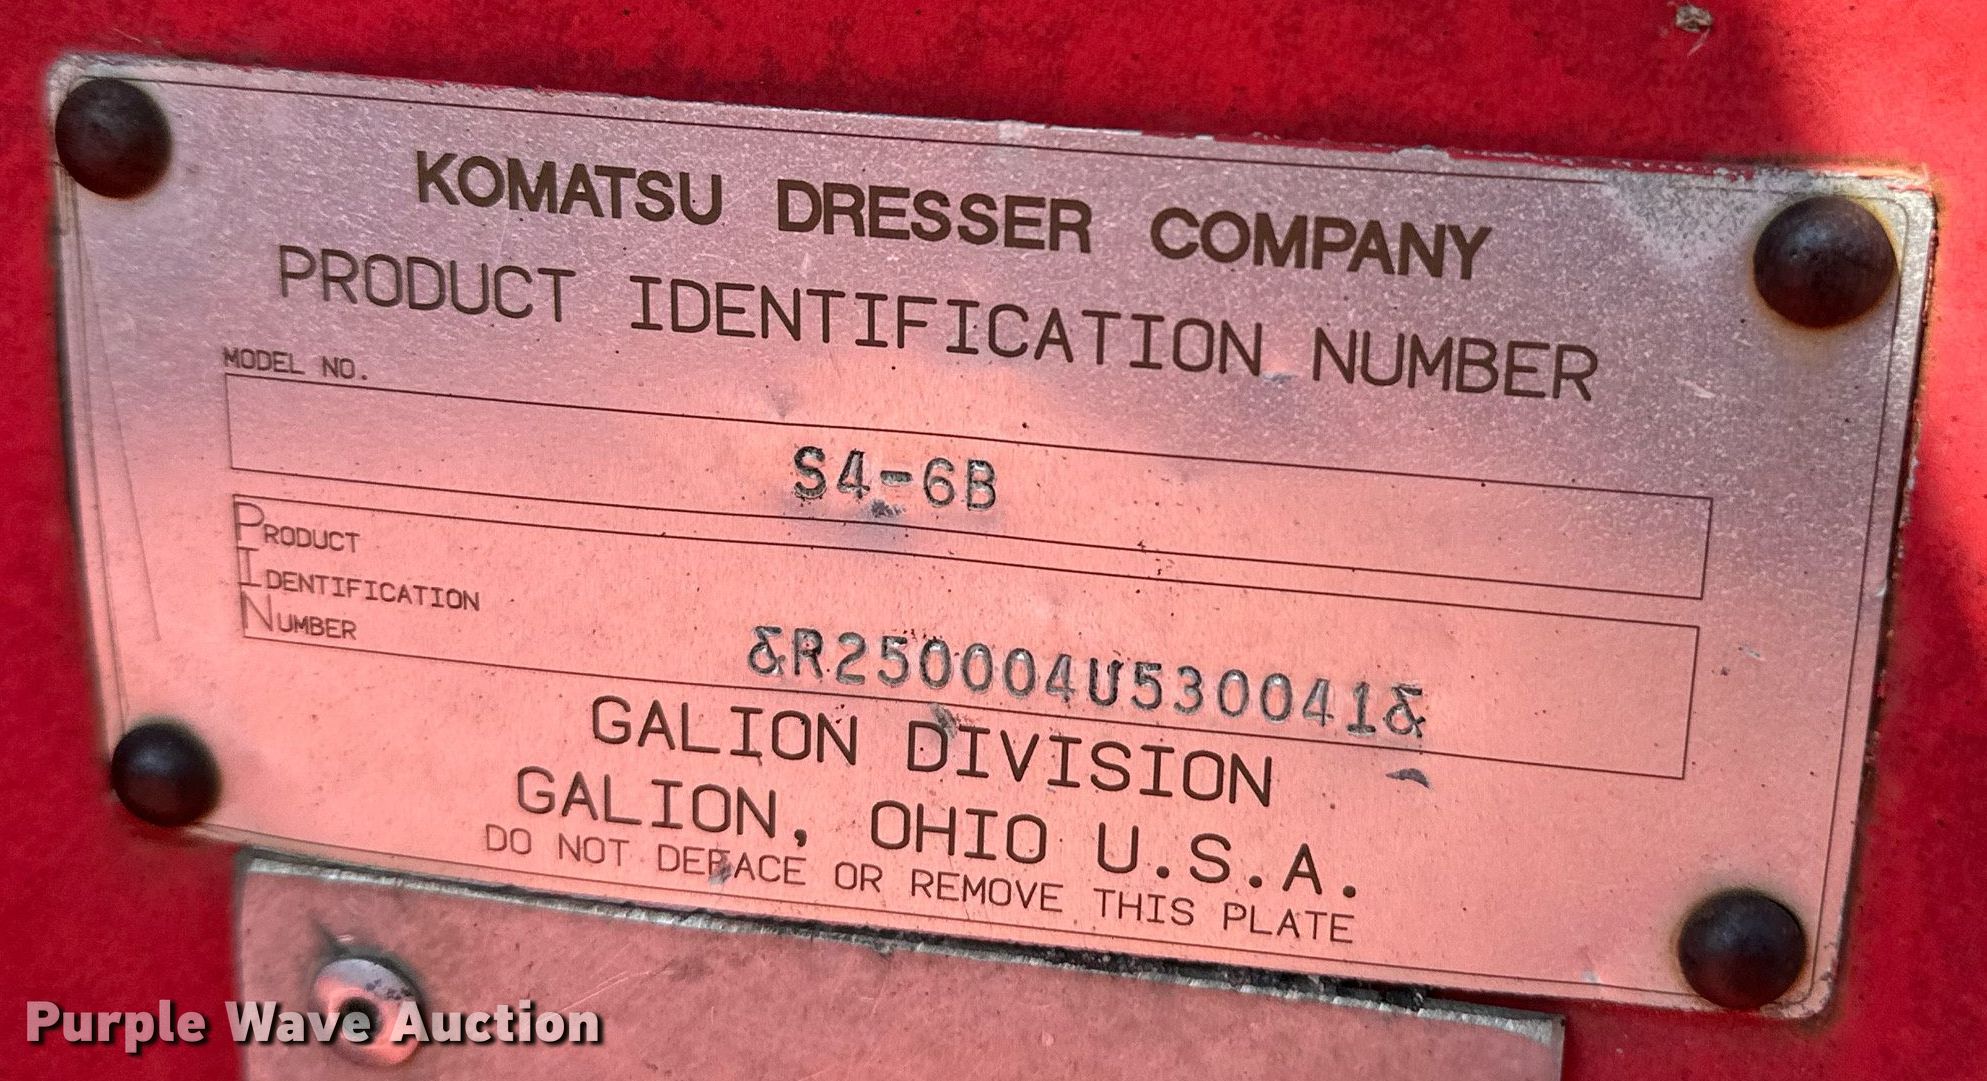 KOMATSU DRESSER COMPANY
PRODUCT IDENTIFICATION NUMBER
MODEL NO.
S4-6B
PRODUCT
IDENTIFICATION
NUMBER
&R250004U530041&
GALION DIVISION
GALION, OHIO U.S.A.
DO NOT DEFACE OR REMOVE THIS PLATE
Purple Wave Auction